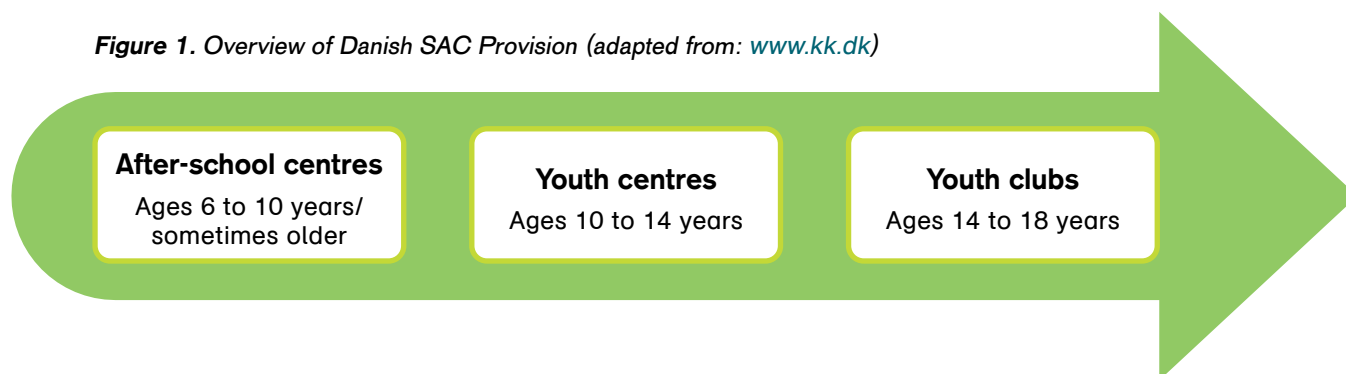 Figure 1. Overview of Danish SAC Provision (adapted from: www.kk.dk)
After-school centres
Ages 6 to 10 years/
sometimes older
Youth centres
Ages 10 to 14 years
Youth clubs
Ages 14 to 18 years